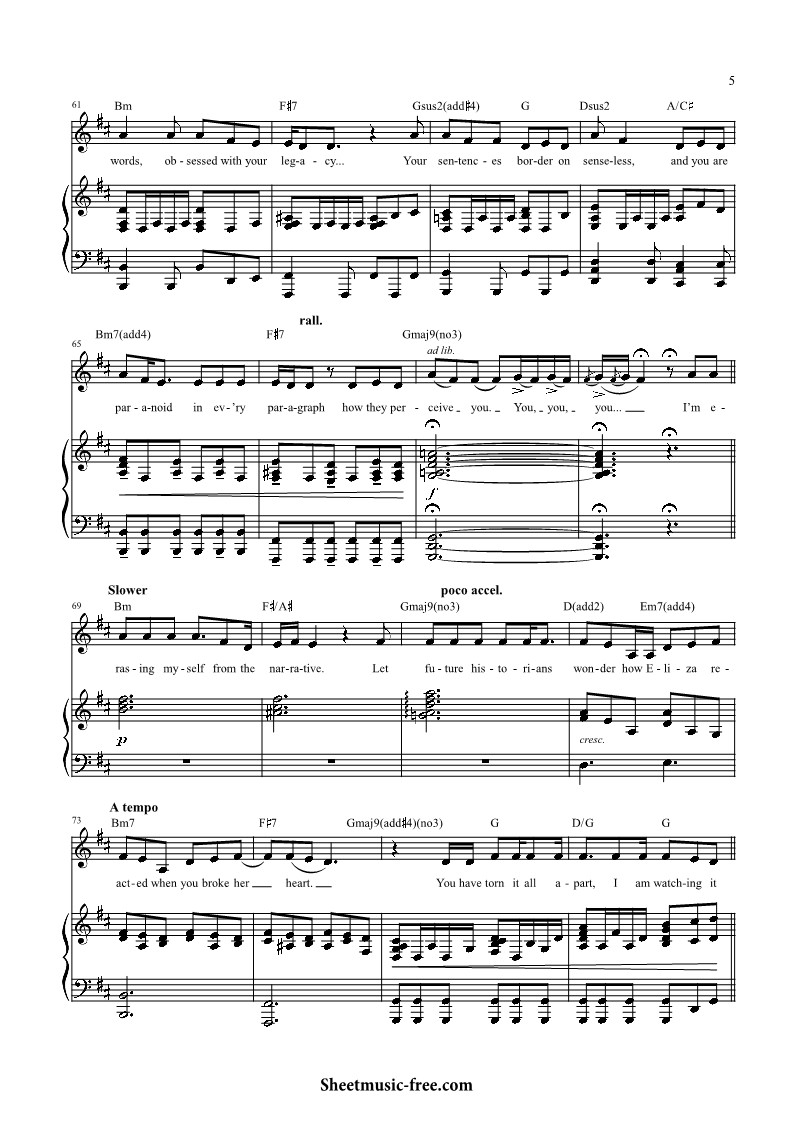 5
61 Bm F♯7 Gsus2(add♯4) G Dsus2 A/C♯
words, ob - sessed with your leg - a - cy... Your sen-tenc - es bor-der on sense-less, and you are
rall.
Bm7(add4) F♯7 Gmaj9(no3)
65 ad lib.
par - a-noid in ev-'ry par-a-graph how they per - ceive _ you. _ You, _ you, _ you... ___ I'm e -
f
Slower poco accel.
69 Bm F♯/A♯ Gmaj9(no3) D(add2) Em7(add4)
ras - ing my-self from the nar-ra-tive. Let fu - ture his - to - ri-ans won-der how E - li - za re -
p cresc.
A tempo
73 Bm7 F♯7 Gmaj9(add♯4)(no3) G D/G G
act-ed when you broke her ___ heart. ___ You have torn it all a - part, I am watch-ing it
Sheetmusic-free.com